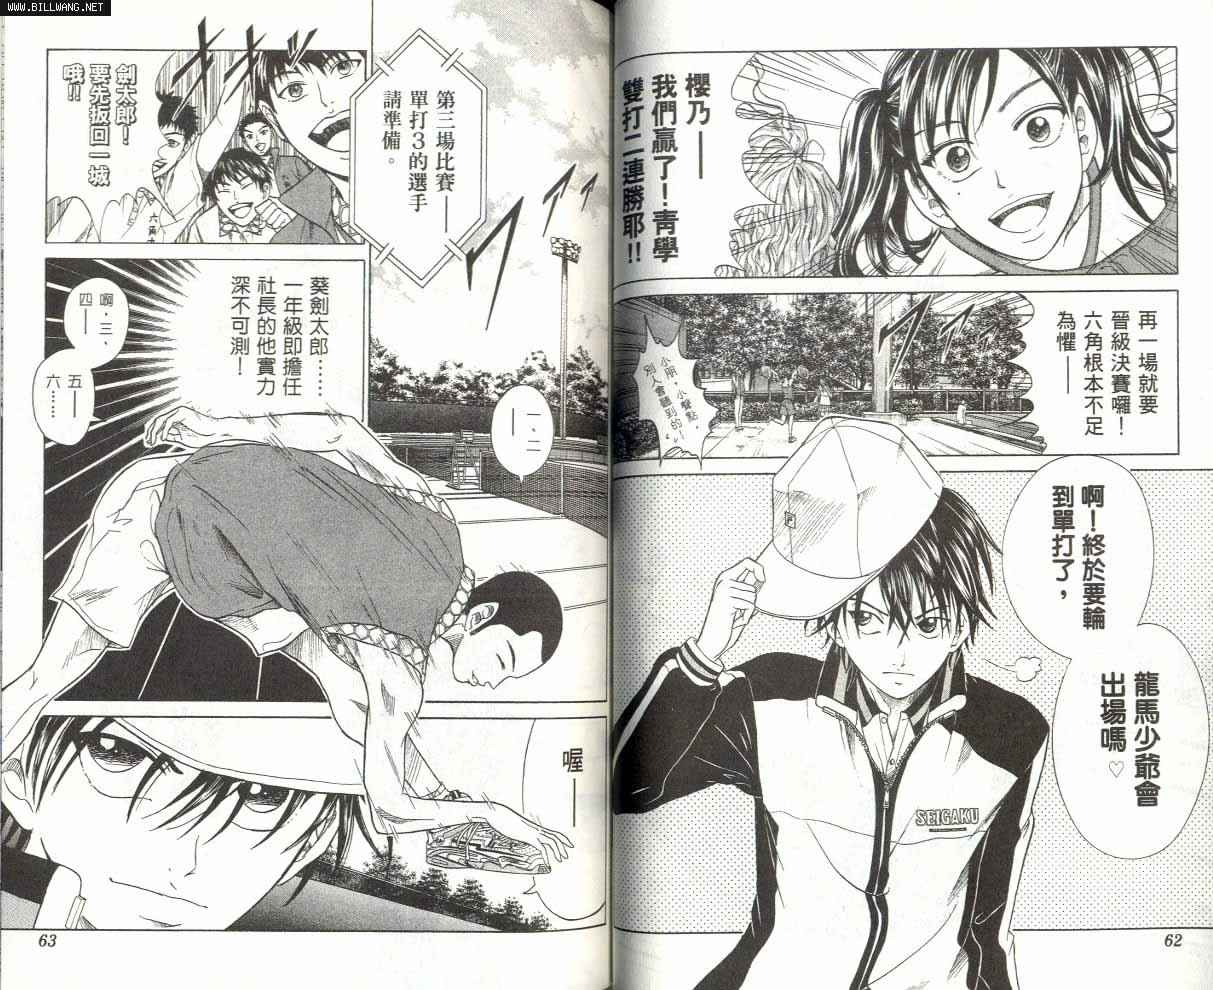 WWW.BILLWANG.NET
櫻乃——
我們贏了！青學
雙打二連勝耶!!
再一場就要
晉級決賽囉！
六角根本不足
為懼——
小朋，小聲點，
別人會聽到的…
啊！終於要輪
到單打了，
龍馬少爺會
出場嗎♡
SEIGAKU
62
第三場比賽——
單打3的選手
請準備。
オオオオ
劍太郎！
要先扳回一城
哦!!
一、二
——
葵劍太郎……
一年級即擔任
社長的他實力
深不可測！
啊，三、
四——
五——
六……
喔——
63